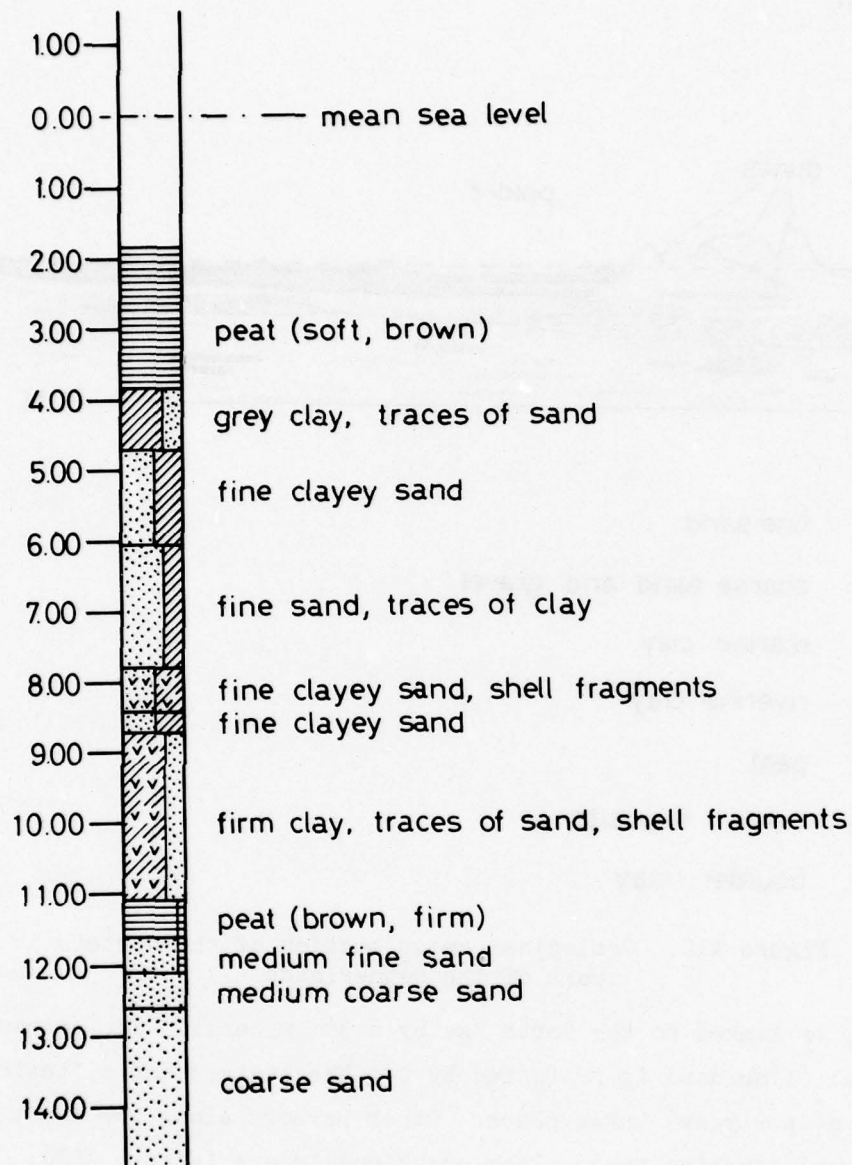 1.00
0.00 mean sea level
1.00
2.00
3.00 peat (soft, brown)
4.00
grey clay, traces of sand
5.00
fine clayey sand
6.00
7.00 fine sand, traces of clay
8.00
fine clayey sand, shell fragments
fine clayey sand
9.00
10.00 firm clay, traces of sand, shell fragments
11.00
peat (brown, firm)
medium fine sand
12.00
medium coarse sand
13.00
coarse sand
14.00